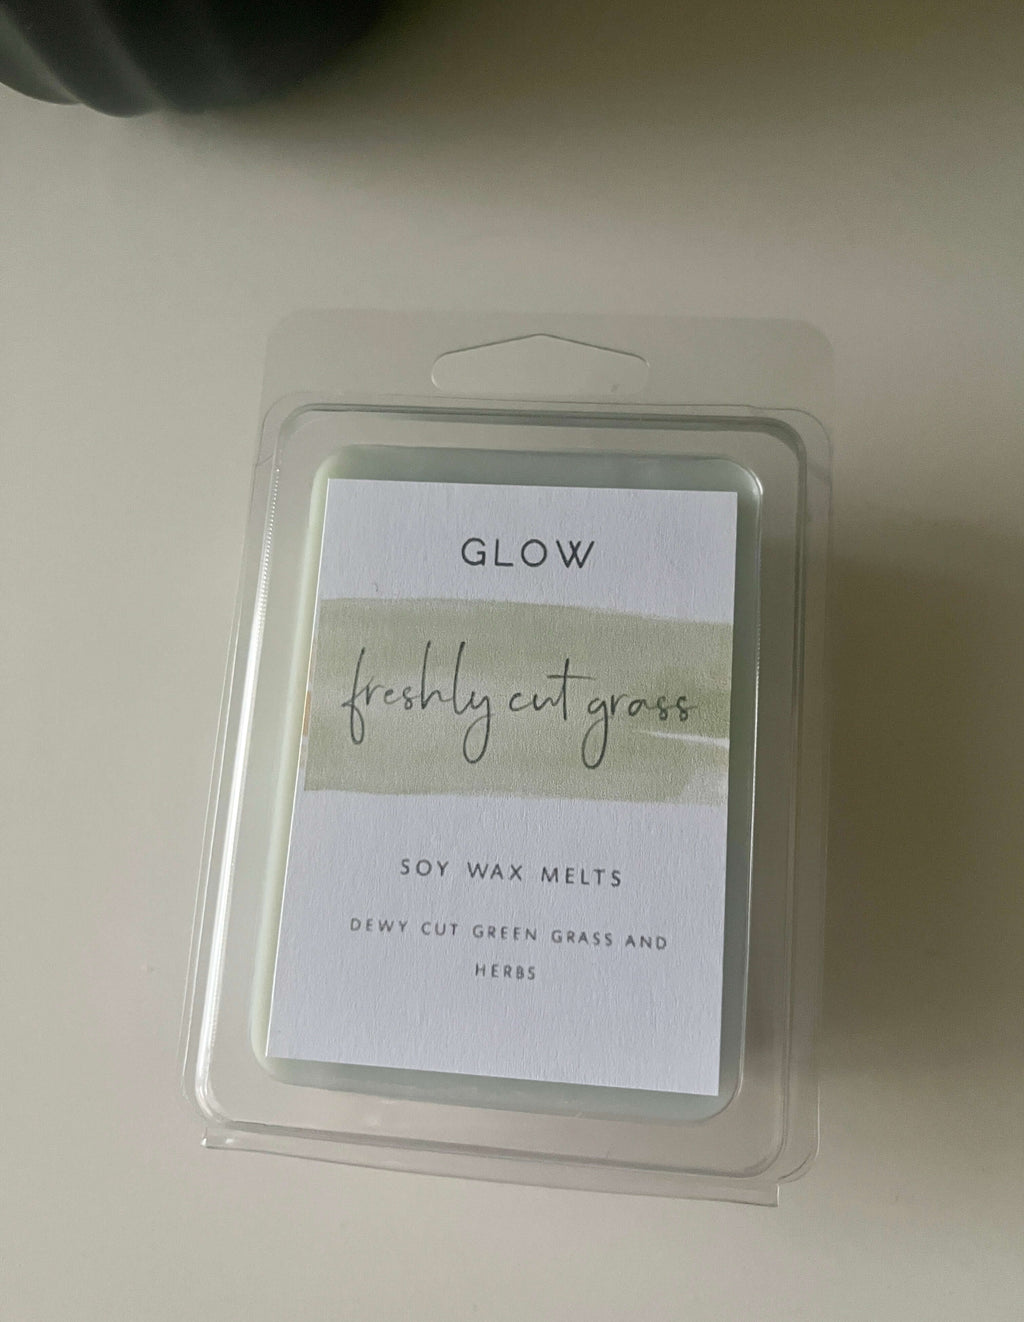 GLOW
freshly cut grass
SOY WAX MELTS
DEWY CUT GREEN GRASS AND
HERBS